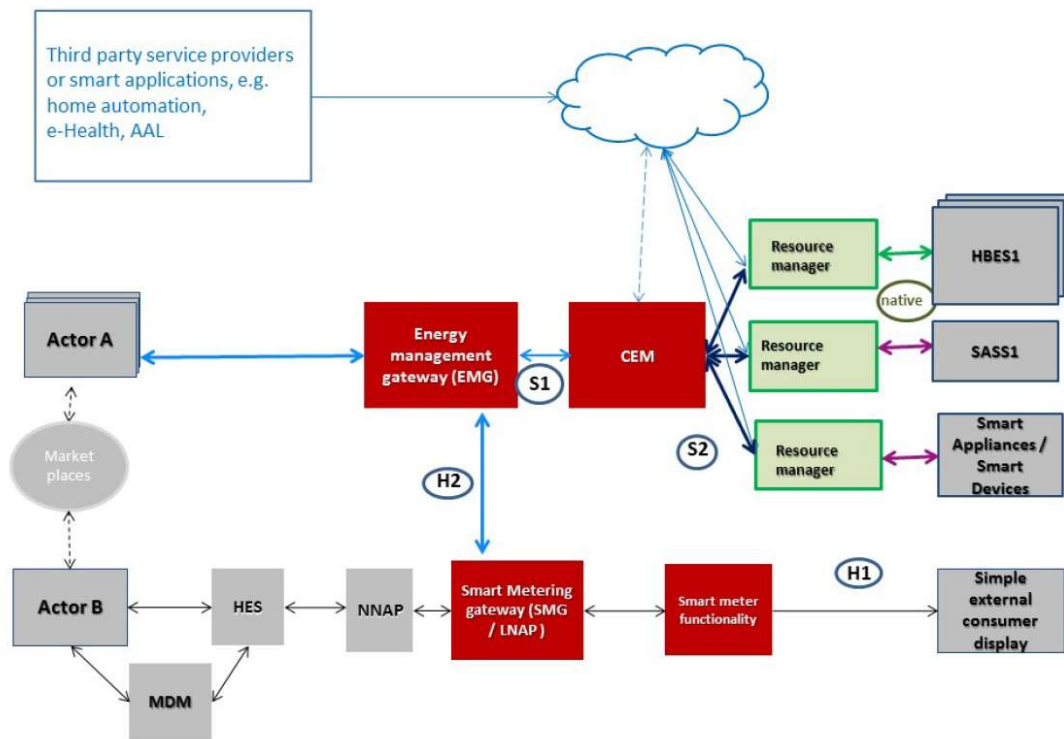 Third party service providers
or smart applications, e.g.
home automation,
e-Health, AAL
Resource
manager
HBES1
native
Actor A
Energy
management
gateway (EMG)
S1
CEM
Resource
manager
SASS1
Market
places
H2
S2
Resource
manager
Smart
Appliances /
Smart
Devices
Actor B
HES
NNAP
Smart Metering
gateway (SMG
/ LNAP )
Smart meter
functionality
H1
Simple
external
consumer
display
MDM